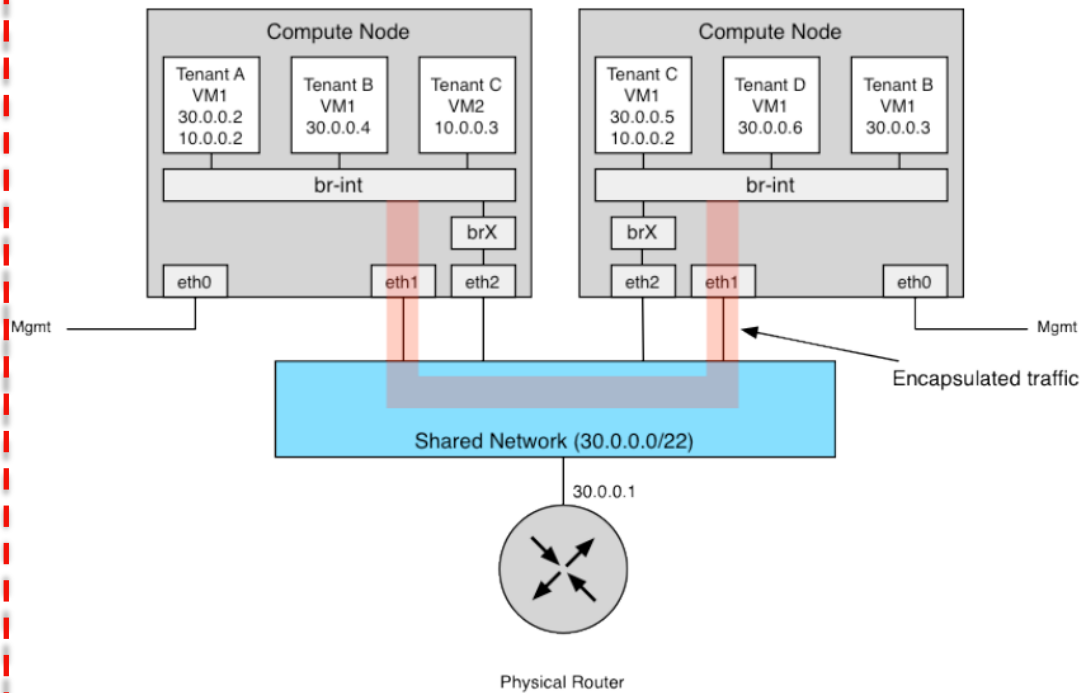 Compute Node
Tenant A
VM1
30.0.0.2
10.0.0.2
Tenant B
VM1
30.0.0.4
Tenant C
VM2
10.0.0.3
br-int
brX
eth0
eth1
eth2
Mgmt
Compute Node
Tenant C
VM1
30.0.0.5
10.0.0.2
Tenant D
VM1
30.0.0.6
Tenant B
VM1
30.0.0.3
br-int
brX
eth2
eth1
eth0
Mgmt
Encapsulated traffic
Shared Network (30.0.0.0/22)
30.0.0.1
Physical Router